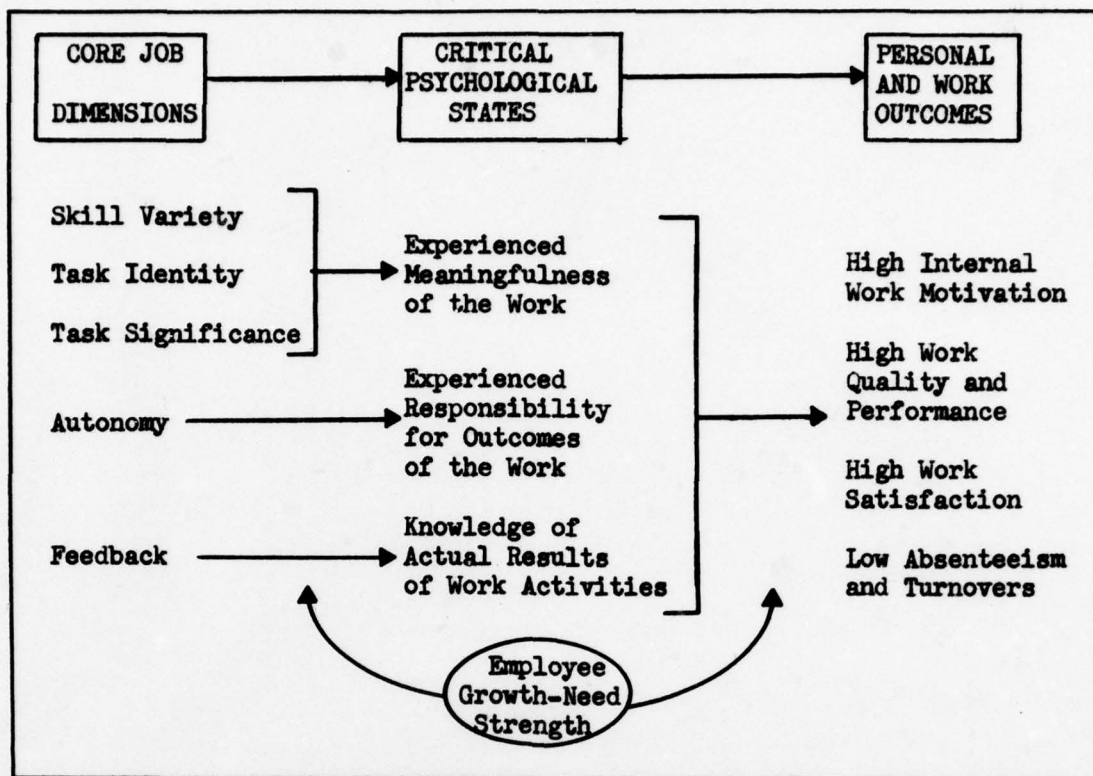 CORE JOB
DIMENSIONS
CRITICAL
PSYCHOLOGICAL
STATES
PERSONAL
AND WORK
OUTCOMES
Skill Variety
Task Identity
Task Significance
Autonomy
Feedback
Experienced
Meaningfulness
of the Work
Experienced
Responsibility
for Outcomes
of the Work
Knowledge of
Actual Results
of Work Activities
High Internal
Work Motivation
High Work
Quality and
Performance
High Work
Satisfaction
Low Absenteeism
and Turnovers
Employee
Growth-Need
Strength